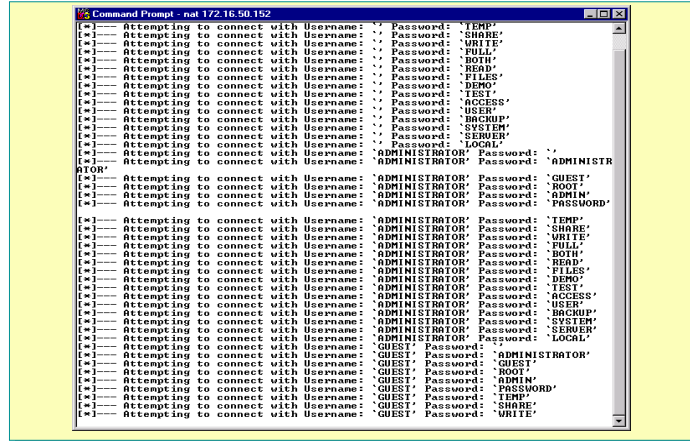 Command Prompt - nat 172.16.50.152
[*]--- Attempting to connect with Username: `' Password: `TEMP'
[*]--- Attempting to connect with Username: `' Password: `SHARE'
[*]--- Attempting to connect with Username: `' Password: `WRITE'
[*]--- Attempting to connect with Username: `' Password: `FULL'
[*]--- Attempting to connect with Username: `' Password: `BOTH'
[*]--- Attempting to connect with Username: `' Password: `READ'
[*]--- Attempting to connect with Username: `' Password: `FILES'
[*]--- Attempting to connect with Username: `' Password: `DEMO'
[*]--- Attempting to connect with Username: `' Password: `TEST'
[*]--- Attempting to connect with Username: `' Password: `ACCESS'
[*]--- Attempting to connect with Username: `' Password: `USER'
[*]--- Attempting to connect with Username: `' Password: `BACKUP'
[*]--- Attempting to connect with Username: `' Password: `SYSTEM'
[*]--- Attempting to connect with Username: `' Password: `SERVER'
[*]--- Attempting to connect with Username: `' Password: `LOCAL'
[*]--- Attempting to connect with Username: `ADMINISTRATOR' Password: `'
[*]--- Attempting to connect with Username: `ADMINISTRATOR' Password: `ADMINISTR
ATOR'
[*]--- Attempting to connect with Username: `ADMINISTRATOR' Password: `GUEST'
[*]--- Attempting to connect with Username: `ADMINISTRATOR' Password: `ROOT'
[*]--- Attempting to connect with Username: `ADMINISTRATOR' Password: `ADMIN'
[*]--- Attempting to connect with Username: `ADMINISTRATOR' Password: `PASSWORD'
[*]--- Attempting to connect with Username: `ADMINISTRATOR' Password: `TEMP'
[*]--- Attempting to connect with Username: `ADMINISTRATOR' Password: `SHARE'
[*]--- Attempting to connect with Username: `ADMINISTRATOR' Password: `WRITE'
[*]--- Attempting to connect with Username: `ADMINISTRATOR' Password: `FULL'
[*]--- Attempting to connect with Username: `ADMINISTRATOR' Password: `BOTH'
[*]--- Attempting to connect with Username: `ADMINISTRATOR' Password: `READ'
[*]--- Attempting to connect with Username: `ADMINISTRATOR' Password: `FILES'
[*]--- Attempting to connect with Username: `ADMINISTRATOR' Password: `DEMO'
[*]--- Attempting to connect with Username: `ADMINISTRATOR' Password: `TEST'
[*]--- Attempting to connect with Username: `ADMINISTRATOR' Password: `ACCESS'
[*]--- Attempting to connect with Username: `ADMINISTRATOR' Password: `USER'
[*]--- Attempting to connect with Username: `ADMINISTRATOR' Password: `BACKUP'
[*]--- Attempting to connect with Username: `ADMINISTRATOR' Password: `SYSTEM'
[*]--- Attempting to connect with Username: `ADMINISTRATOR' Password: `SERVER'
[*]--- Attempting to connect with Username: `ADMINISTRATOR' Password: `LOCAL'
[*]--- Attempting to connect with Username: `GUEST' Password: `'
[*]--- Attempting to connect with Username: `GUEST' Password: `ADMINISTRATOR'
[*]--- Attempting to connect with Username: `GUEST' Password: `GUEST'
[*]--- Attempting to connect with Username: `GUEST' Password: `ROOT'
[*]--- Attempting to connect with Username: `GUEST' Password: `ADMIN'
[*]--- Attempting to connect with Username: `GUEST' Password: `PASSWORD'
[*]--- Attempting to connect with Username: `GUEST' Password: `TEMP'
[*]--- Attempting to connect with Username: `GUEST' Password: `SHARE'
[*]--- Attempting to connect with Username: `GUEST' Password: `WRITE'